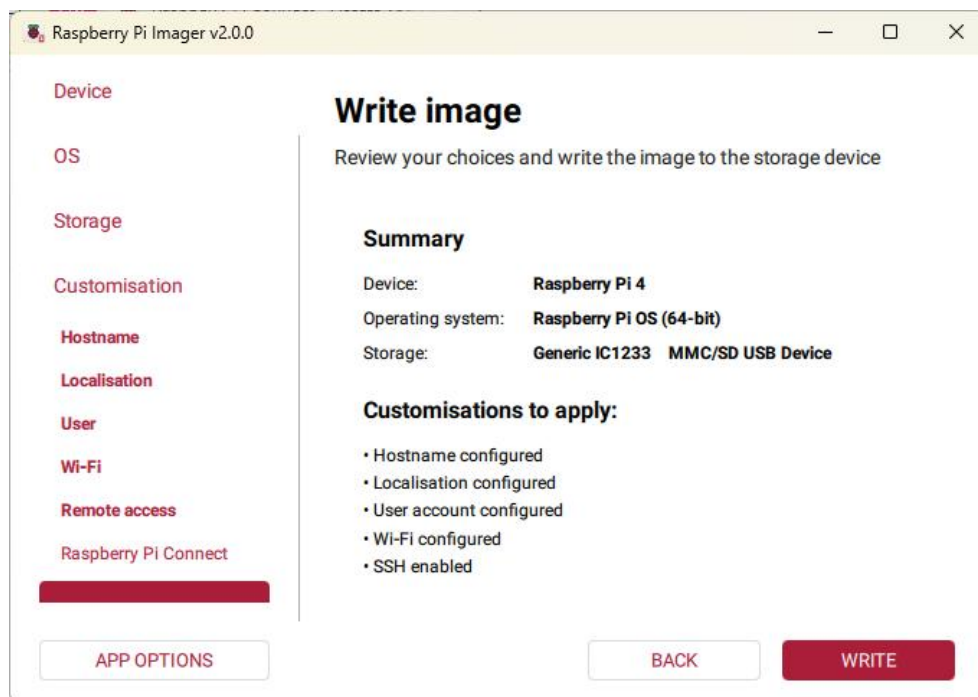 Raspberry Pi Imager v2.0.0
Device
OS
Storage
Customisation
Hostname
Localisation
User
Wi-Fi
Remote access
Raspberry Pi Connect
APP OPTIONS
Write image
Review your choices and write the image to the storage device
Summary
Device: Raspberry Pi 4
Operating system: Raspberry Pi OS (64-bit)
Storage: Generic IC1233 MMC/SD USB Device
Customisations to apply:
• Hostname configured
• Localisation configured
• User account configured
• Wi-Fi configured
• SSH enabled
BACK
WRITE